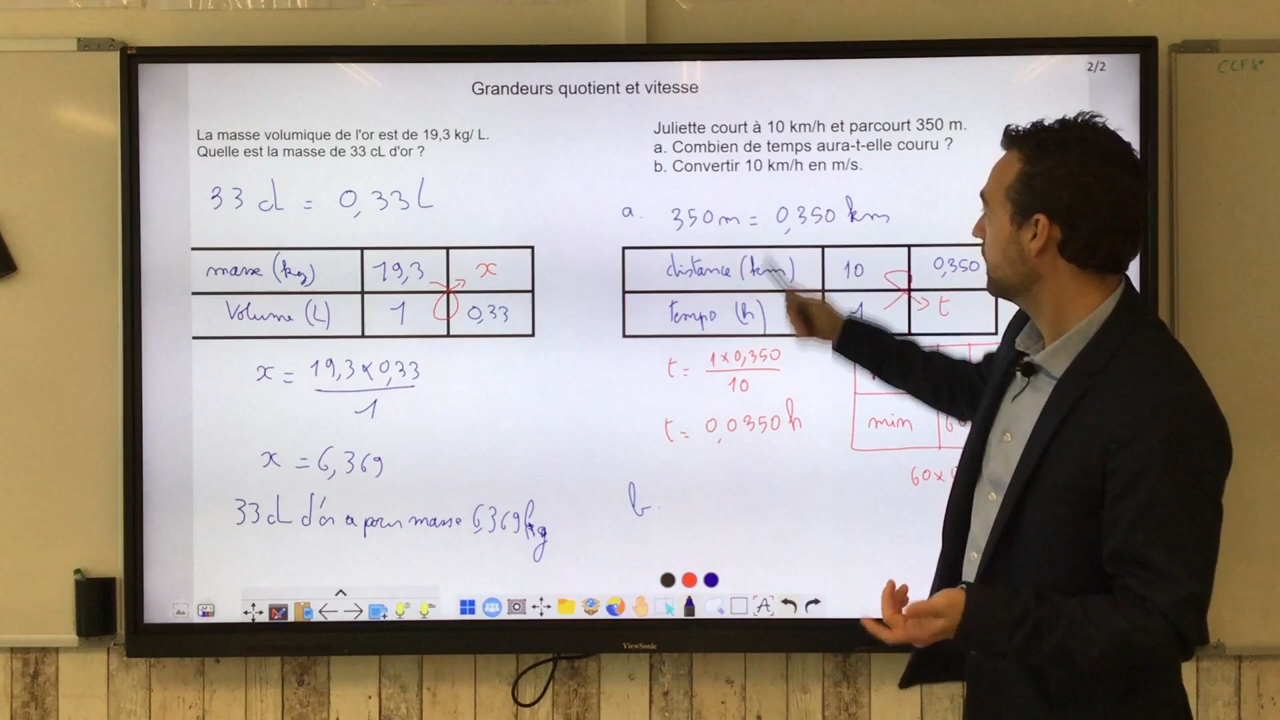 2/2
CCF
Grandeurs quotient et vitesse
La masse volumique de l'or est de 19,3 kg/ L.
Quelle est la masse de 33 cL d'or ?
33 cl = 0,33 L
masse (kg) 19,3 x
Volume (L) 1 0,33
x = 19,3 x 0,33
1
x = 6,369
33 cL d'or a pour masse 6,369 kg
Juliette court à 10 km/h et parcourt 350 m.
a. Combien de temps aura-t-elle couru ?
b. Convertir 10 km/h en m/s.
a. 350 m = 0,350 km
distance (km) 10 0,350
temps (h) 1 t
t = 1 x 0,350
10
t = 0,0350 h
min
60x
b.
A
ViewSonic